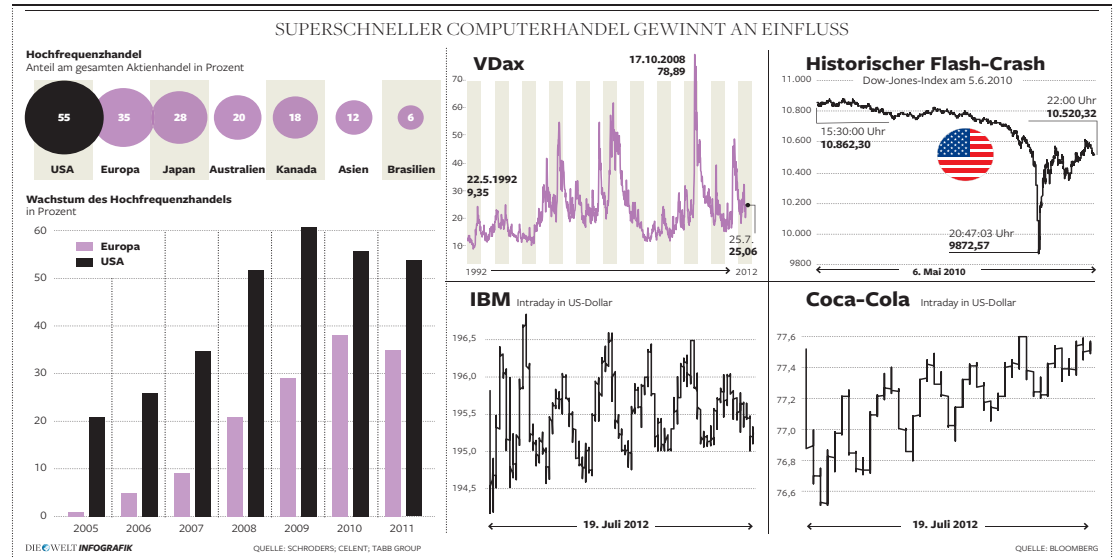 SUPERSCHNELLER COMPUTERHANDEL GEWINNT AN EINFLUSS
Hochfrequenzhandel
Anteil am gesamten Aktienhandel in Prozent
55 35 28 20 18 12 6
USA Europa Japan Australien Kanada Asien Brasilien
Wachstum des Hochfrequenzhandels
in Prozent
60
50
40
30
20
10
0
Europa
USA
2005 2006 2007 2008 2009 2010 2011
VDax
17.10.2008
78,89
70
60
50
40
30
20
10
22.5.1992
9,35
25.7.
25,06
1992 2012
Historischer Flash-Crash
Dow-Jones-Index am 5.6.2010
11.000
10.800
10.600
10.400
10.200
10.000
9800
15:30:00 Uhr
10.862,30
22:00 Uhr
10.520,32
20:47:03 Uhr
9872,57
6. Mai 2010
IBM Intraday in US-Dollar
196,5
196,0
195,5
195,0
194,5
19. Juli 2012
Coca-Cola Intraday in US-Dollar
77,6
77,4
77,2
77,0
76,8
76,6
19. Juli 2012
DIE WELT INFOGRAFIK
QUELLE: SCHRODERS; CELENT; TABB GROUP
QUELLE: BLOOMBERG